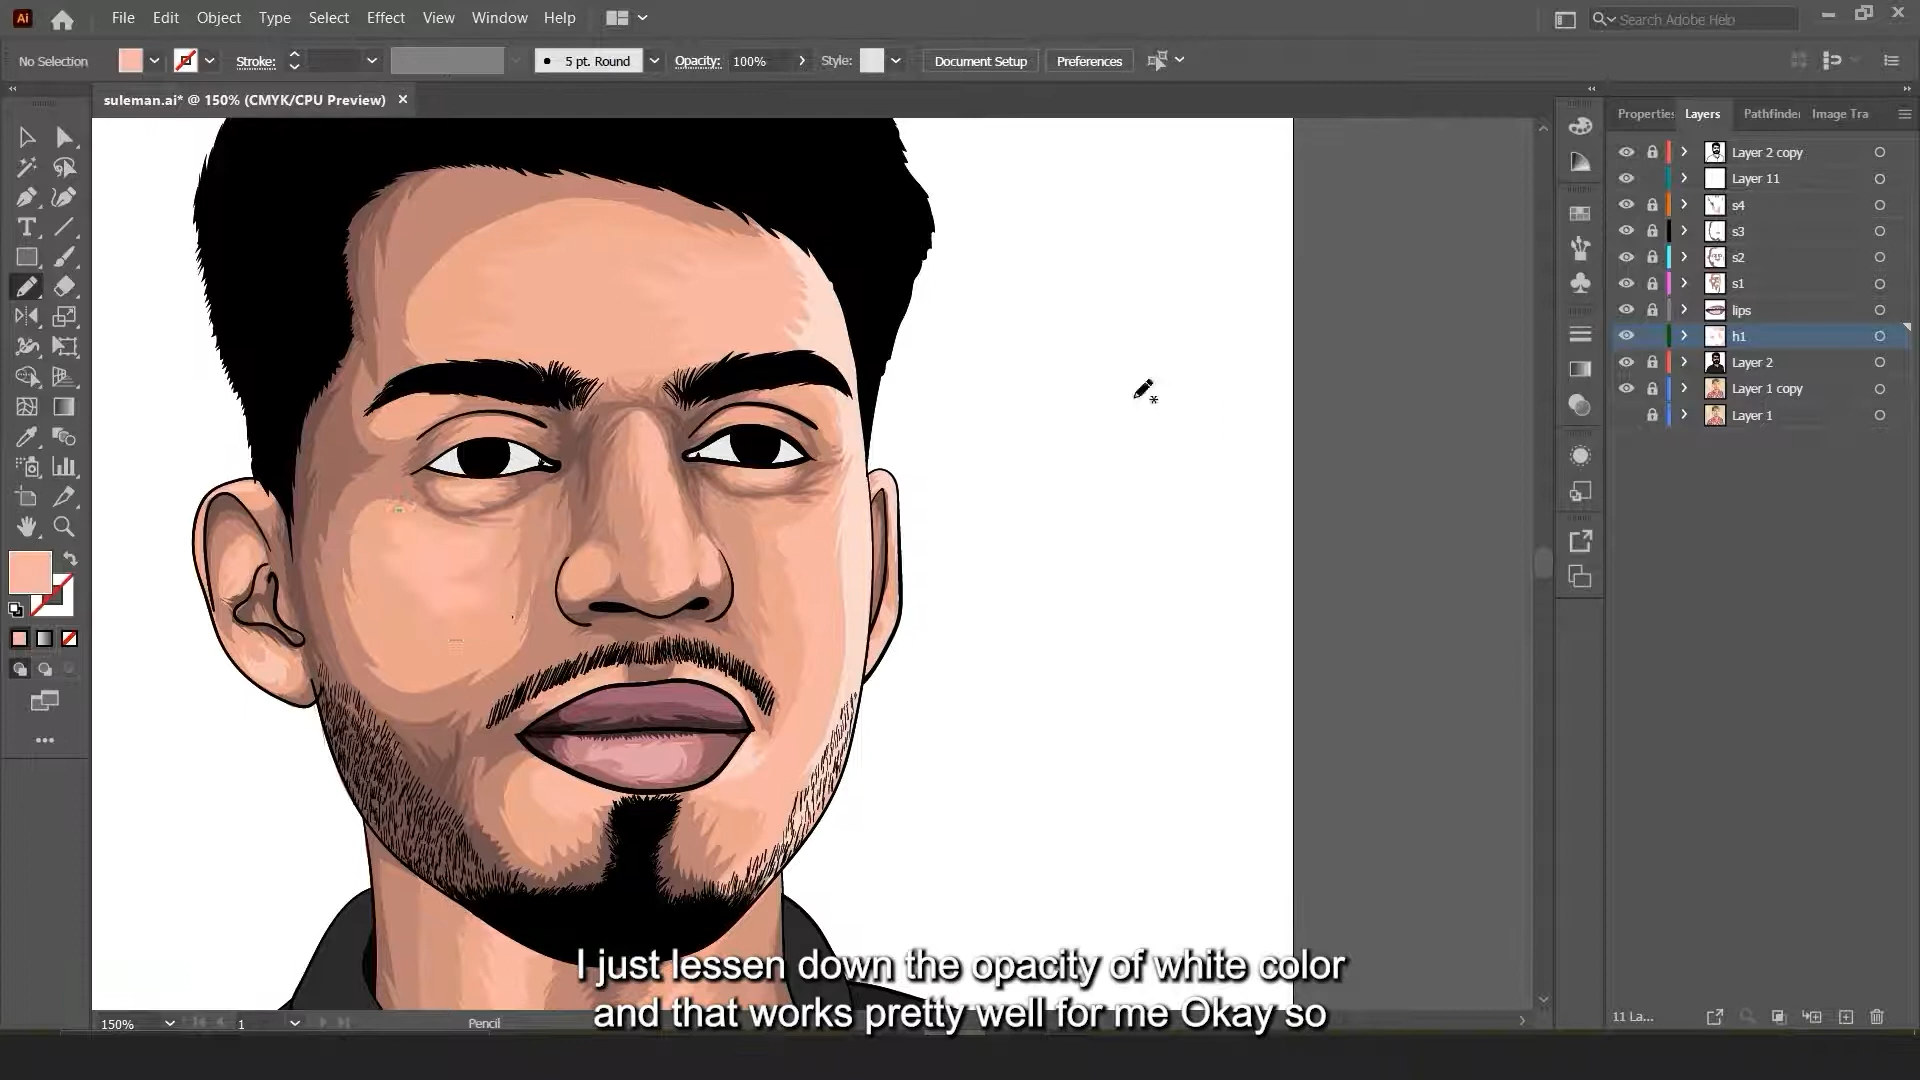 Ai File Edit Object Type Select Effect View Window Help Search Adobe Help
No Selection Stroke: 5 pt. Round Opacity: 100% Style: Document Setup Preferences
suleman.ai* @ 150% (CMYK/CPU Preview)
Properties Layers Pathfinder Image Tra
Layer 2 copy
Layer 11
s4
s3
s2
s1
lips
h1
Layer 2
Layer 1 copy
Layer 1
I just lessen down the opacity of white color
and that works pretty well for me Okay so
150% 1 Pencil 11 La...